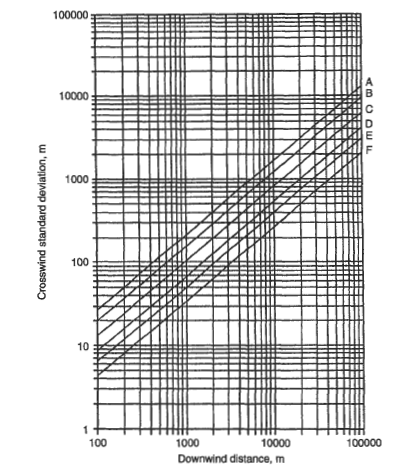 100000
10000
1000
100
10
1
Crosswind standard deviation, m
A
B
C
D
E
F
100
1000
10000
100000
Downwind distance, m